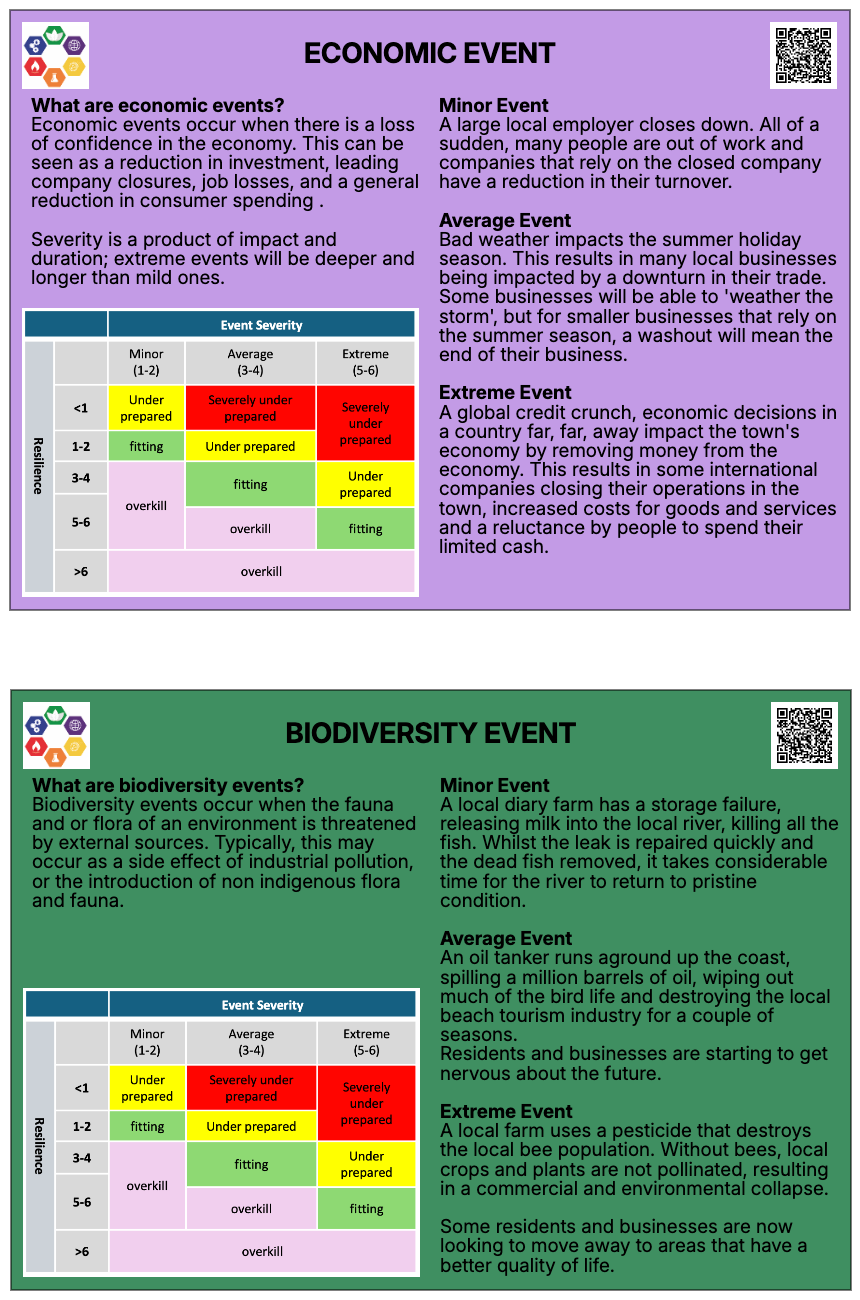 ECONOMIC EVENT
What are economic events?
Economic events occur when there is a loss
of confidence in the economy. This can be
seen as a reduction in investment, leading
company closures, job losses, and a general
reduction in consumer spending .
Severity is a product of impact and
duration; extreme events will be deeper and
longer than mild ones.
Event Severity
Minor
(1-2)
Average
(3-4)
Extreme
(5-6)
Resilience
<1
Under
prepared
Severely under
prepared
Severely
under
prepared
1-2
fitting
Under prepared
3-4
overkill
fitting
Under
prepared
5-6
overkill
fitting
>6
overkill
Minor Event
A large local employer closes down. All of a
sudden, many people are out of work and
companies that rely on the closed company
have a reduction in their turnover.
Average Event
Bad weather impacts the summer holiday
season. This results in many local businesses
being impacted by a downturn in their trade.
Some businesses will be able to 'weather the
storm', but for smaller businesses that rely on
the summer season, a washout will mean the
end of their business.
Extreme Event
A global credit crunch, economic decisions in
a country far, far, away impact the town's
economy by removing money from the
economy. This results in some international
companies closing their operations in the
town, increased costs for goods and services
and a reluctance by people to spend their
limited cash.
BIODIVERSITY EVENT
What are biodiversity events?
Biodiversity events occur when the fauna
and or flora of an environment is threatened
by external sources. Typically, this may
occur as a side effect of industrial pollution,
or the introduction of non indigenous flora
and fauna.
Event Severity
Minor
(1-2)
Average
(3-4)
Extreme
(5-6)
Resilience
<1
Under
prepared
Severely under
prepared
Severely
under
prepared
1-2
fitting
Under prepared
3-4
overkill
fitting
Under
prepared
5-6
overkill
fitting
>6
overkill
Minor Event
A local diary farm has a storage failure,
releasing milk into the local river, killing all the
fish. Whilst the leak is repaired quickly and
the dead fish removed, it takes considerable
time for the river to return to pristine
condition.
Average Event
An oil tanker runs aground up the coast,
spilling a million barrels of oil, wiping out
much of the bird life and destroying the local
beach tourism industry for a couple of
seasons.
Residents and businesses are starting to get
nervous about the future.
Extreme Event
A local farm uses a pesticide that destroys
the local bee population. Without bees, local
crops and plants are not pollinated, resulting
in a commercial and environmental collapse.
Some residents and businesses are now
looking to move away to areas that have a
better quality of life.